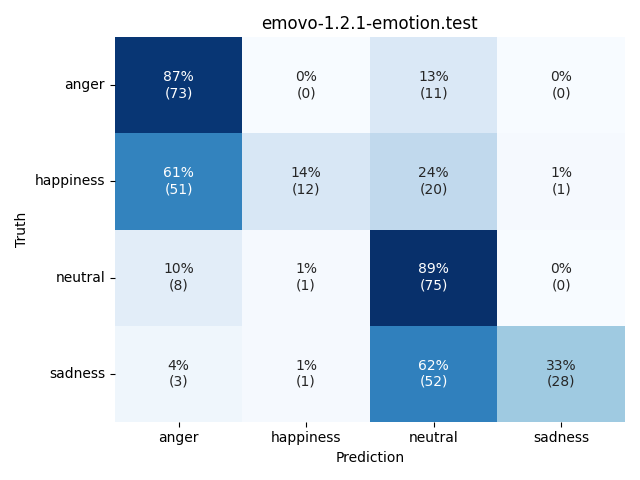 emovo-1.2.1-emotion.test
Truth
anger
87% 0% 13% 0%
(73) (0) (11) (0)
happiness
61% 14% 24% 1%
(51) (12) (20) (1)
neutral
10% 1% 89% 0%
(8) (1) (75) (0)
sadness
4% 1% 62% 33%
(3) (1) (52) (28)
anger happiness neutral sadness
Prediction